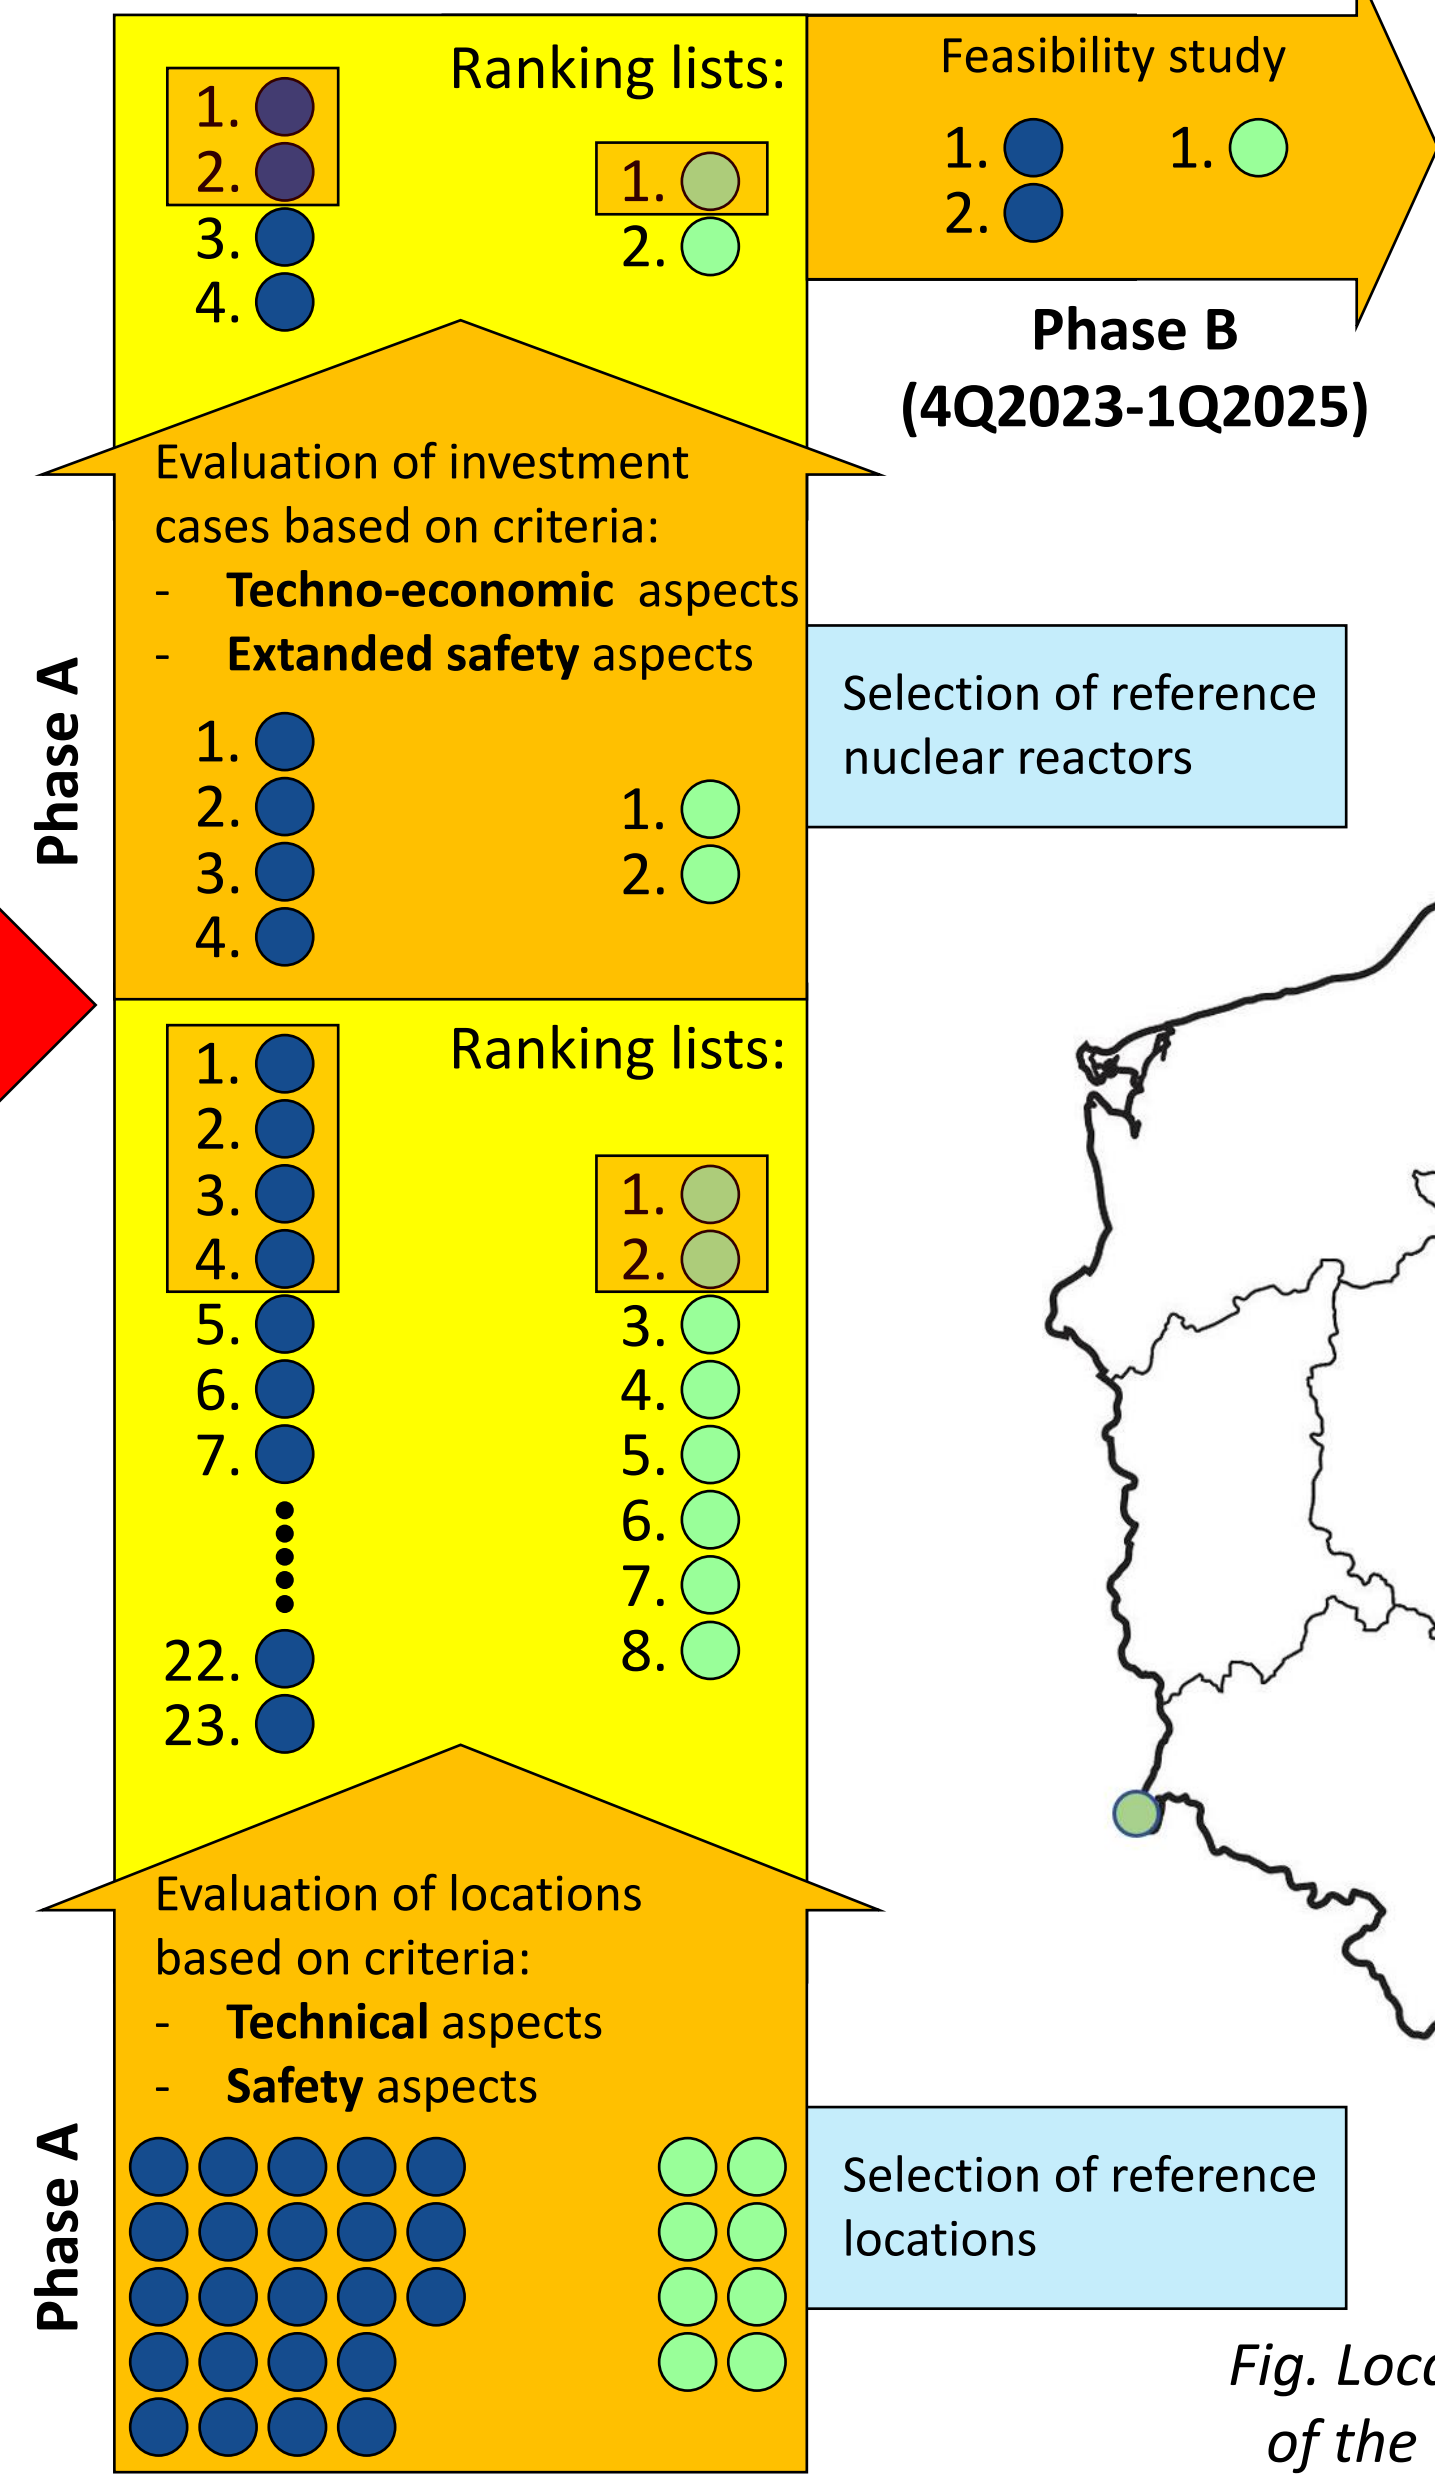 Ranking lists:
1.
2.
3.
4.
1.
2.
Feasibility study
1.
2.
1.
Phase B
(4Q2023-1Q2025)
Phase A
Evaluation of investment
cases based on criteria:
- Techno-economic aspects
- Extanded safety aspects
1.
2.
3.
4.
1.
2.
Selection of reference
nuclear reactors
Ranking lists:
1.
2.
3.
4.
5.
6.
7.
22.
23.
1.
2.
3.
4.
5.
6.
7.
8.
Phase A
Evaluation of locations
based on criteria:
- Technical aspects
- Safety aspects
Selection of reference
locations
Fig.
of the